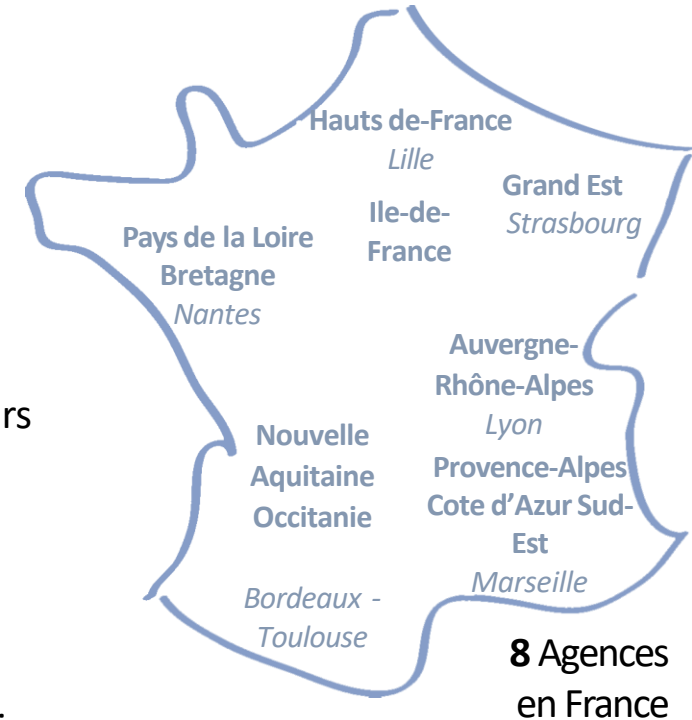 Hauts de-France
Lille
Grand Est
Strasbourg
Ile-de-
France
Pays de la Loire
Bretagne
Nantes
Auvergne-
Rhône-Alpes
Lyon
rs
Nouvelle
Aquitaine
Occitanie
Provence-Alpes
Cote d'Azur Sud-
Est
Marseille
Bordeaux -
Toulouse
8 Agences
en France
.